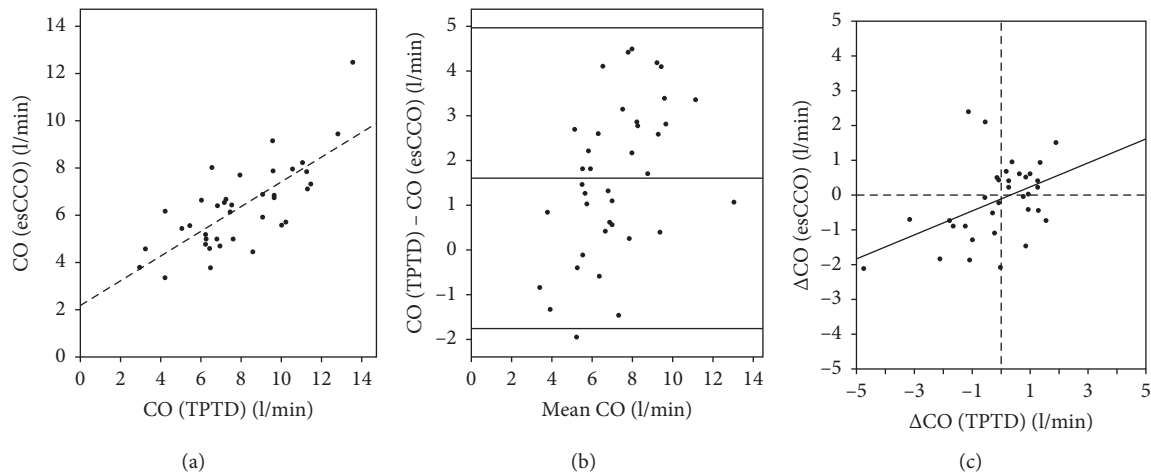 CO (esCCO) (l/min)
14
12
10
8
6
4
2
0
0 2 4 6 8 10 12 14
CO (TPTD) (l/min)
(a)
CO (TPTD) – CO (esCCO) (l/min)
5
4
3
2
1
0
–1
–2
0 2 4 6 8 10 12 14
Mean CO (l/min)
(b)
ΔCO (esCCO) (l/min)
5
4
3
2
1
0
–1
–2
–3
–4
–5
–5 –3 –1 1 3 5
ΔCO (TPTD) (l/min)
(c)